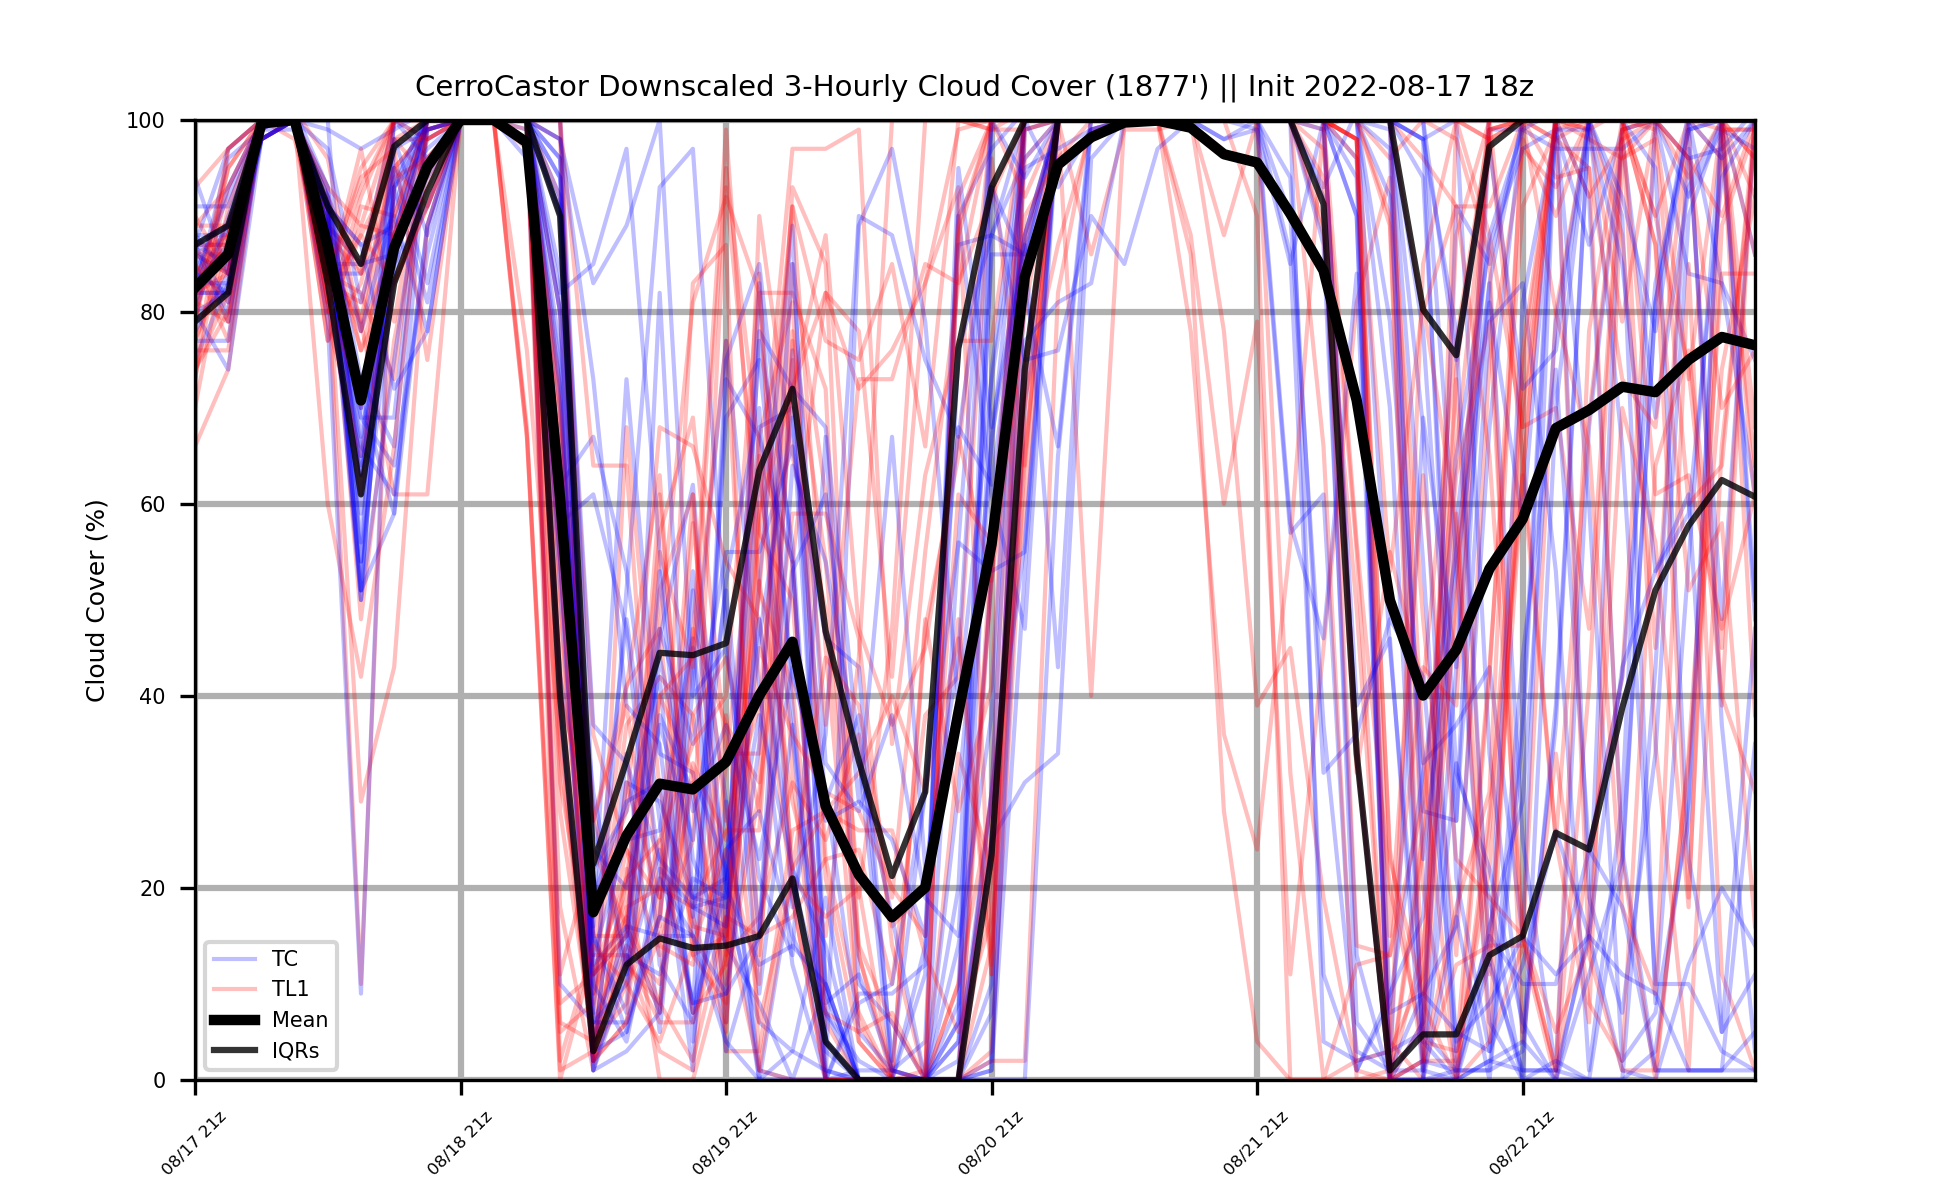 CerroCastor Downscaled 3-Hourly Cloud Cover (1877') || Init 2022-08-17 18z
100
80
60
40
20
0
Cloud Cover (%)
TC
TL1
Mean
IQRs
08/17 21z
08/18 21z
08/19 21z
08/20 21z
08/21 21z
08/22 21z